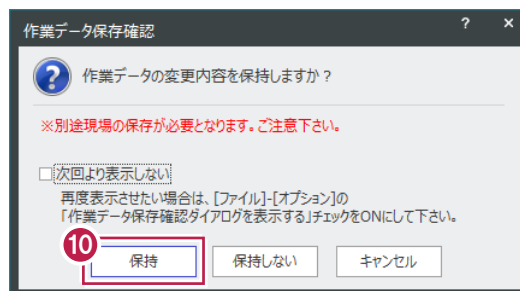 作業データ保存確認
? ×
作業データの変更内容を保持しますか?
※別途現場の保存が必要となります。ご注意下さい。
次回より表示しない
再度表示させたい場合は、[ファイル]-[オプション]の
「作業データ保存確認ダイアログを表示する」チェックをONにして下さい。
10
保持 保持しない キャンセル